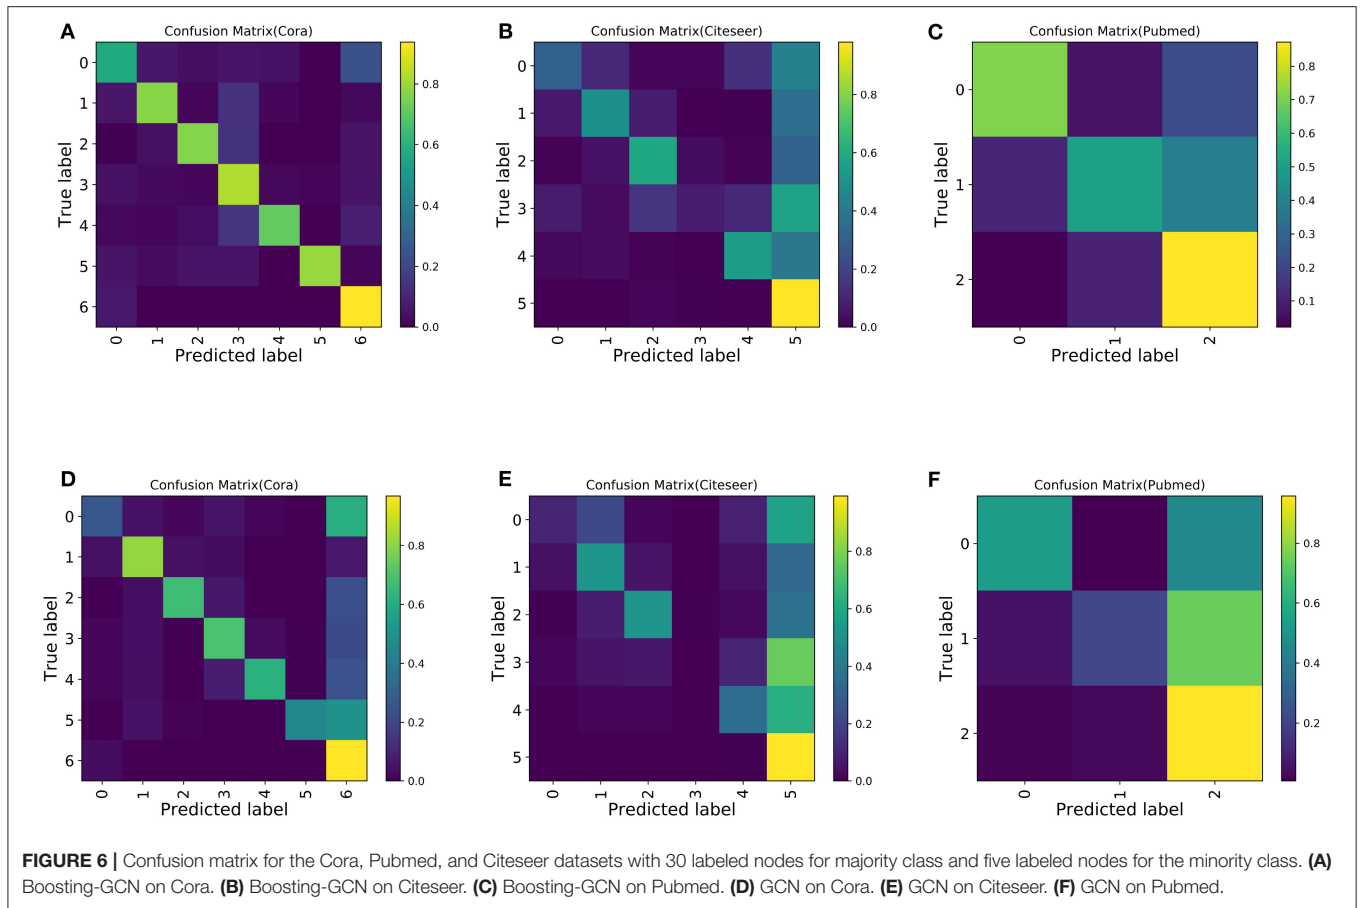 A
Confusion Matrix(Cora)
True label
0
1
2
3
4
5
6
0 1 2 3 4 5 6
Predicted label
0.8
0.6
0.4
0.2
0.0
B
Confusion Matrix(Citeseer)
True label
0
1
2
3
4
5
0 1 2 3 4 5
Predicted label
0.8
0.6
0.4
0.2
0.0
C
Confusion Matrix(Pubmed)
True label
0
1
2
0 1 2
Predicted label
0.8
0.7
0.6
0.5
0.4
0.3
0.2
0.1
D
Confusion Matrix(Cora)
True label
0
1
2
3
4
5
6
0 1 2 3 4 5 6
Predicted label
0.8
0.6
0.4
0.2
0.0
E
Confusion Matrix(Citeseer)
True label
0
1
2
3
4
5
0 1 2 3 4 5
Predicted label
0.8
0.6
0.4
0.2
0.0
F
Confusion Matrix(Pubmed)
True label
0
1
2
0 1 2
Predicted label
0.8
0.6
0.4
0.2
FIGURE 6 | Confusion matrix for the Cora, Pubmed, and Citeseer datasets with 30 labeled nodes for majority class and five labeled nodes for the minority class. (A)
Boosting-GCN on Cora. (B) Boosting-GCN on Citeseer. (C) Boosting-GCN on Pubmed. (D) GCN on Cora. (E) GCN on Citeseer. (F) GCN on Pubmed.